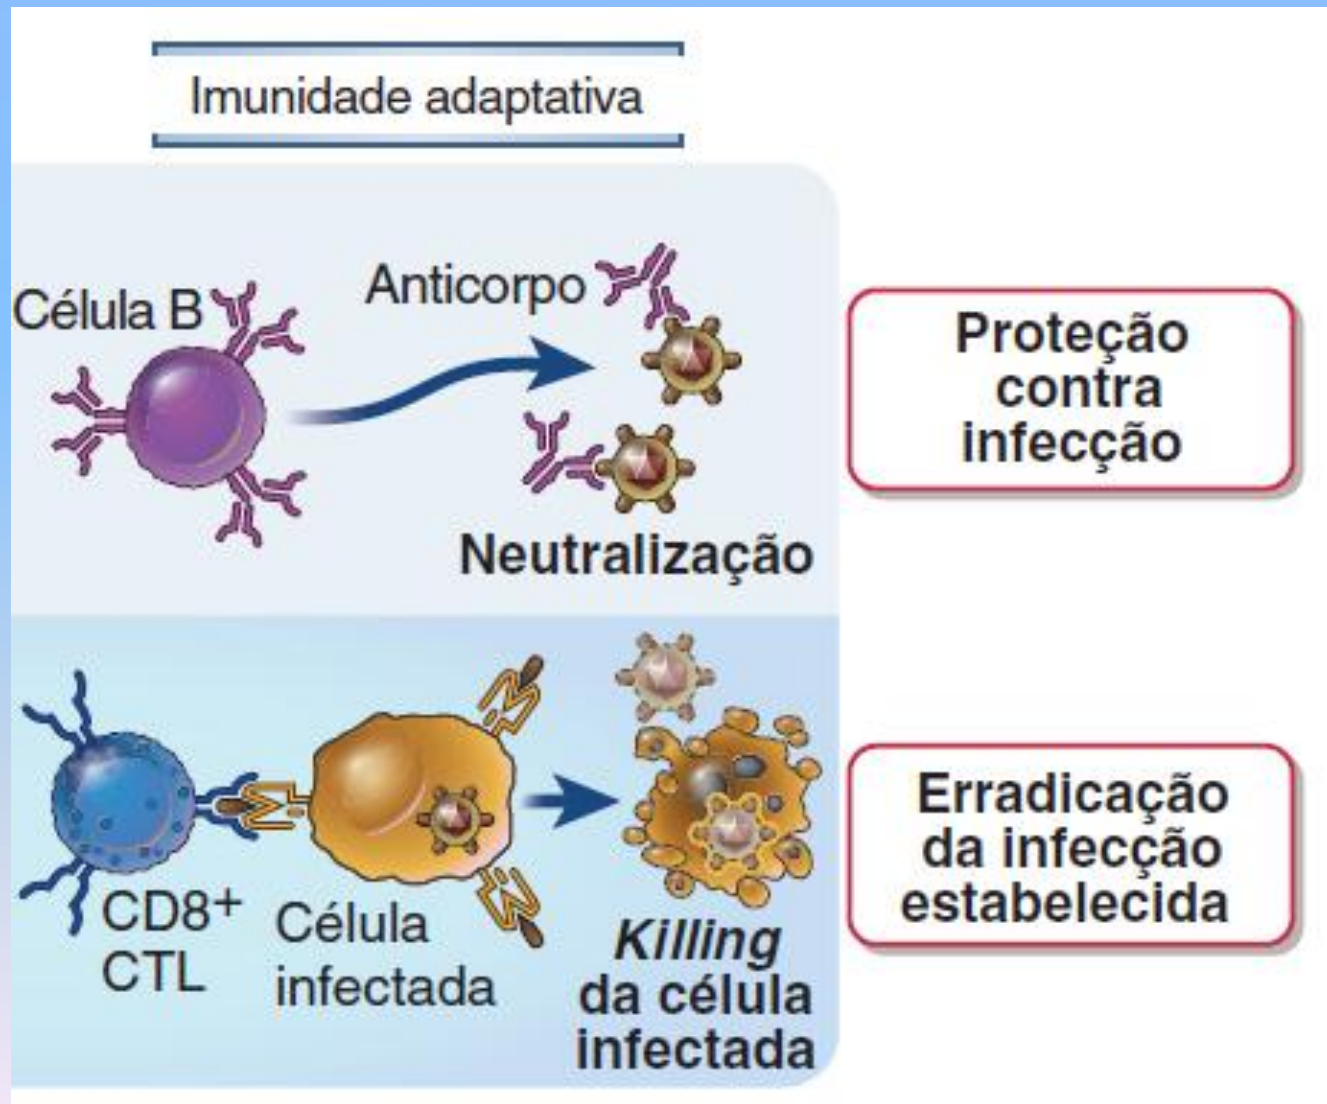 Imunidade adaptativa
Célula B
Anticorpo
Neutralização
Proteção
contra
infecção
CD8+
CTL
Célula
infectada
Killing
da célula
infectada
Erradicação
da infecção
estabelecida